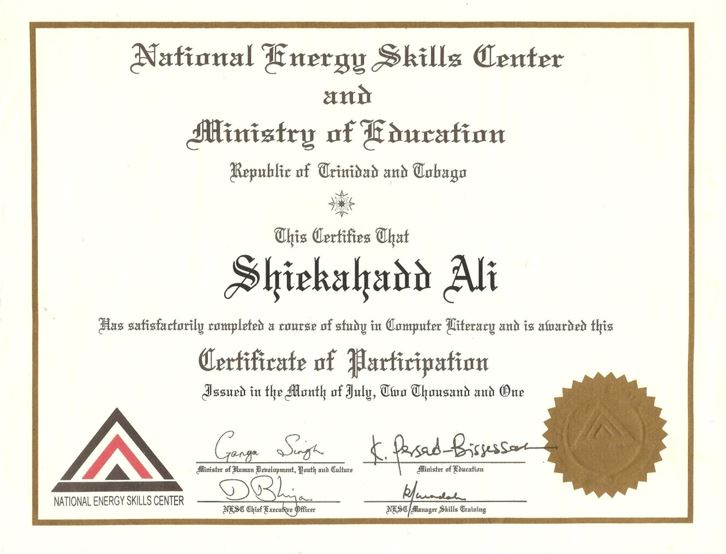 National Energy Skills Center
and
Ministry of Education
Republic of Trinidad and Tobago
This Certifies That
Shiekahadd Ali
Has satisfactorily completed a course of study in Computer Literacy and is awarded this
Certificate of Participation
Issued in the Month of July, Two Thousand and One
Ganga Singh
K. Persad-Bissessar
Minister of Human Development, Youth and Culture
Minister of Education
NESC Chief Executive Officer
NESC Manager Skills Training
NATIONAL ENERGY SKILLS CENTER